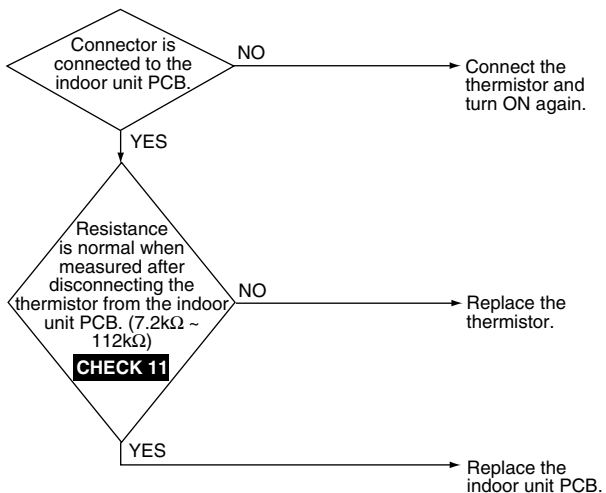 Connector is
connected to the
indoor unit PCB.
NO
Connect the
thermistor and
turn ON again.
YES
Resistance
is normal when
measured after
disconnecting the
thermistor from the indoor
unit PCB. (7.2kΩ ~
112kΩ)
CHECK 11
NO
Replace the
thermistor.
YES
Replace the
indoor unit PCB.